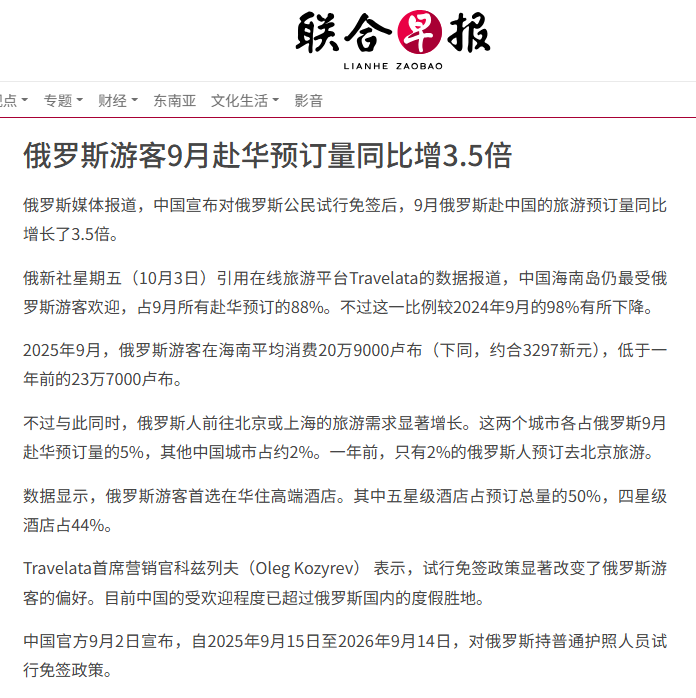 联合早报
LIANHE ZAOBAO
点 专题 财经 东南亚 文化生活 影音
俄罗斯游客9月赴华预订量同比增3.5倍
俄罗斯媒体报道，中国宣布对俄罗斯公民试行免签后，9月俄罗斯赴中国的旅游预订量同比
增长了3.5倍。
俄新社星期五（10月3日）引用在线旅游平台Travelata的数据报道，中国海南岛仍最受俄
罗斯游客欢迎，占9月所有赴华预订的88%。不过这一比例较2024年9月的98%有所下降。
2025年9月，俄罗斯游客在海南平均消费20万9000卢布（下同，约合3297新元），低于一
年前的23万7000卢布。
不过与此同时，俄罗斯人前往北京或上海的旅游需求显著增长。这两个城市各占俄罗斯9月
赴华预订量的5%，其他中国城市占约2%。一年前，只有2%的俄罗斯人预订去北京旅游。
数据显示，俄罗斯游客首选在华住高端酒店。其中五星级酒店占预订总量的50%，四星级
酒店占44%。
Travelata首席营销官科兹列夫（Oleg Kozyrev） 表示，试行免签政策显著改变了俄罗斯游
客的偏好。目前中国的受欢迎程度已超过俄罗斯国内的度假胜地。
中国官方9月2日宣布，自2025年9月15日至2026年9月14日，对俄罗斯持普通护照人员试
行免签政策。